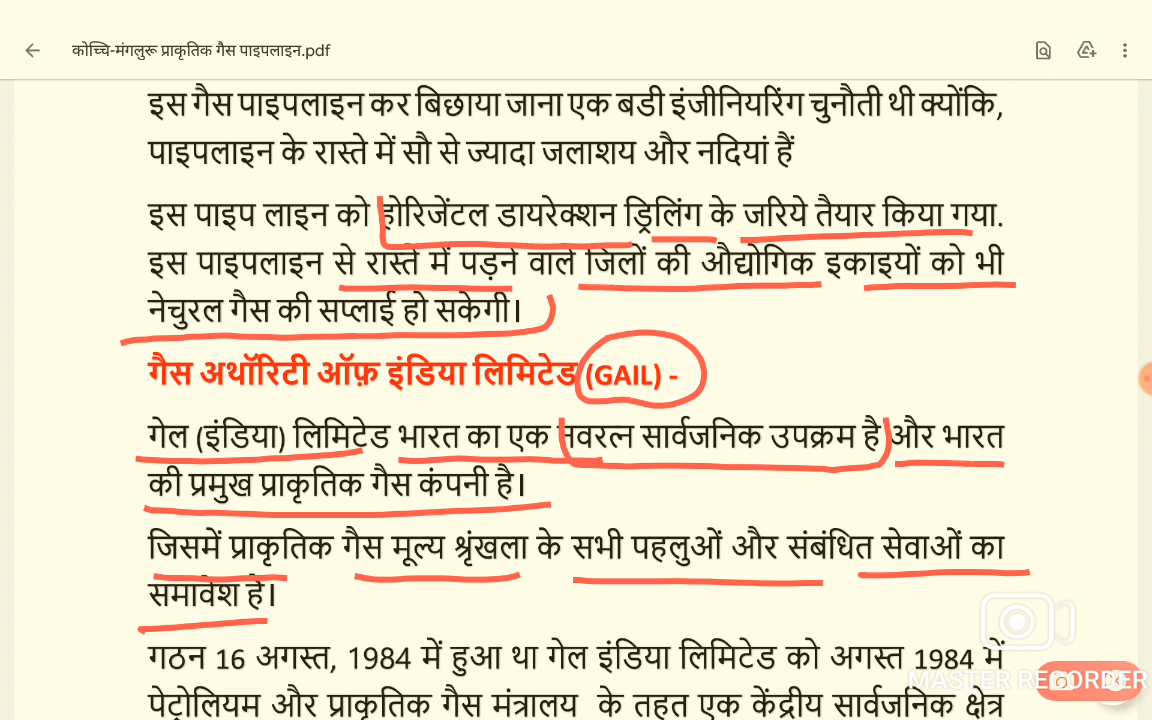 कोच्चि-मंगलुरू प्राकृतिक गैस पाइपलाइन.pdf
इस गैस पाइपलाइन कर बिछाया जाना एक बडी इंजीनियरिंग चुनौती थी क्योंकि,
पाइपलाइन के रास्ते में सौ से ज्यादा जलाशय और नदियां हैं
इस पाइप लाइन को होरिजेंटल डायरेक्शन ड्रिलिंग के जरिये तैयार किया गया.
इस पाइपलाइन से रास्ते में पड़ने वाले जिलों की औद्योगिक इकाइयों को भी
नेचुरल गैस की सप्लाई हो सकेगी।
गैस अथॉरिटी ऑफ़ इंडिया लिमिटेड (GAIL) -
गेल (इंडिया) लिमिटेड भारत का एक नवरत्न सार्वजनिक उपक्रम है और भारत
की प्रमुख प्राकृतिक गैस कंपनी है।
जिसमें प्राकृतिक गैस मूल्य श्रृंखला के सभी पहलुओं और संबंधित सेवाओं का
समावेश है।
गठन 16 अगस्त, 1984 में हुआ था गेल इंडिया लिमिटेड को अगस्त 1984 में
पेट्रोलियम और प्राकृतिक गैस मंत्रालय के तहत एक केंद्रीय सार्वजनिक क्षेत्र
MASTER RECORDER